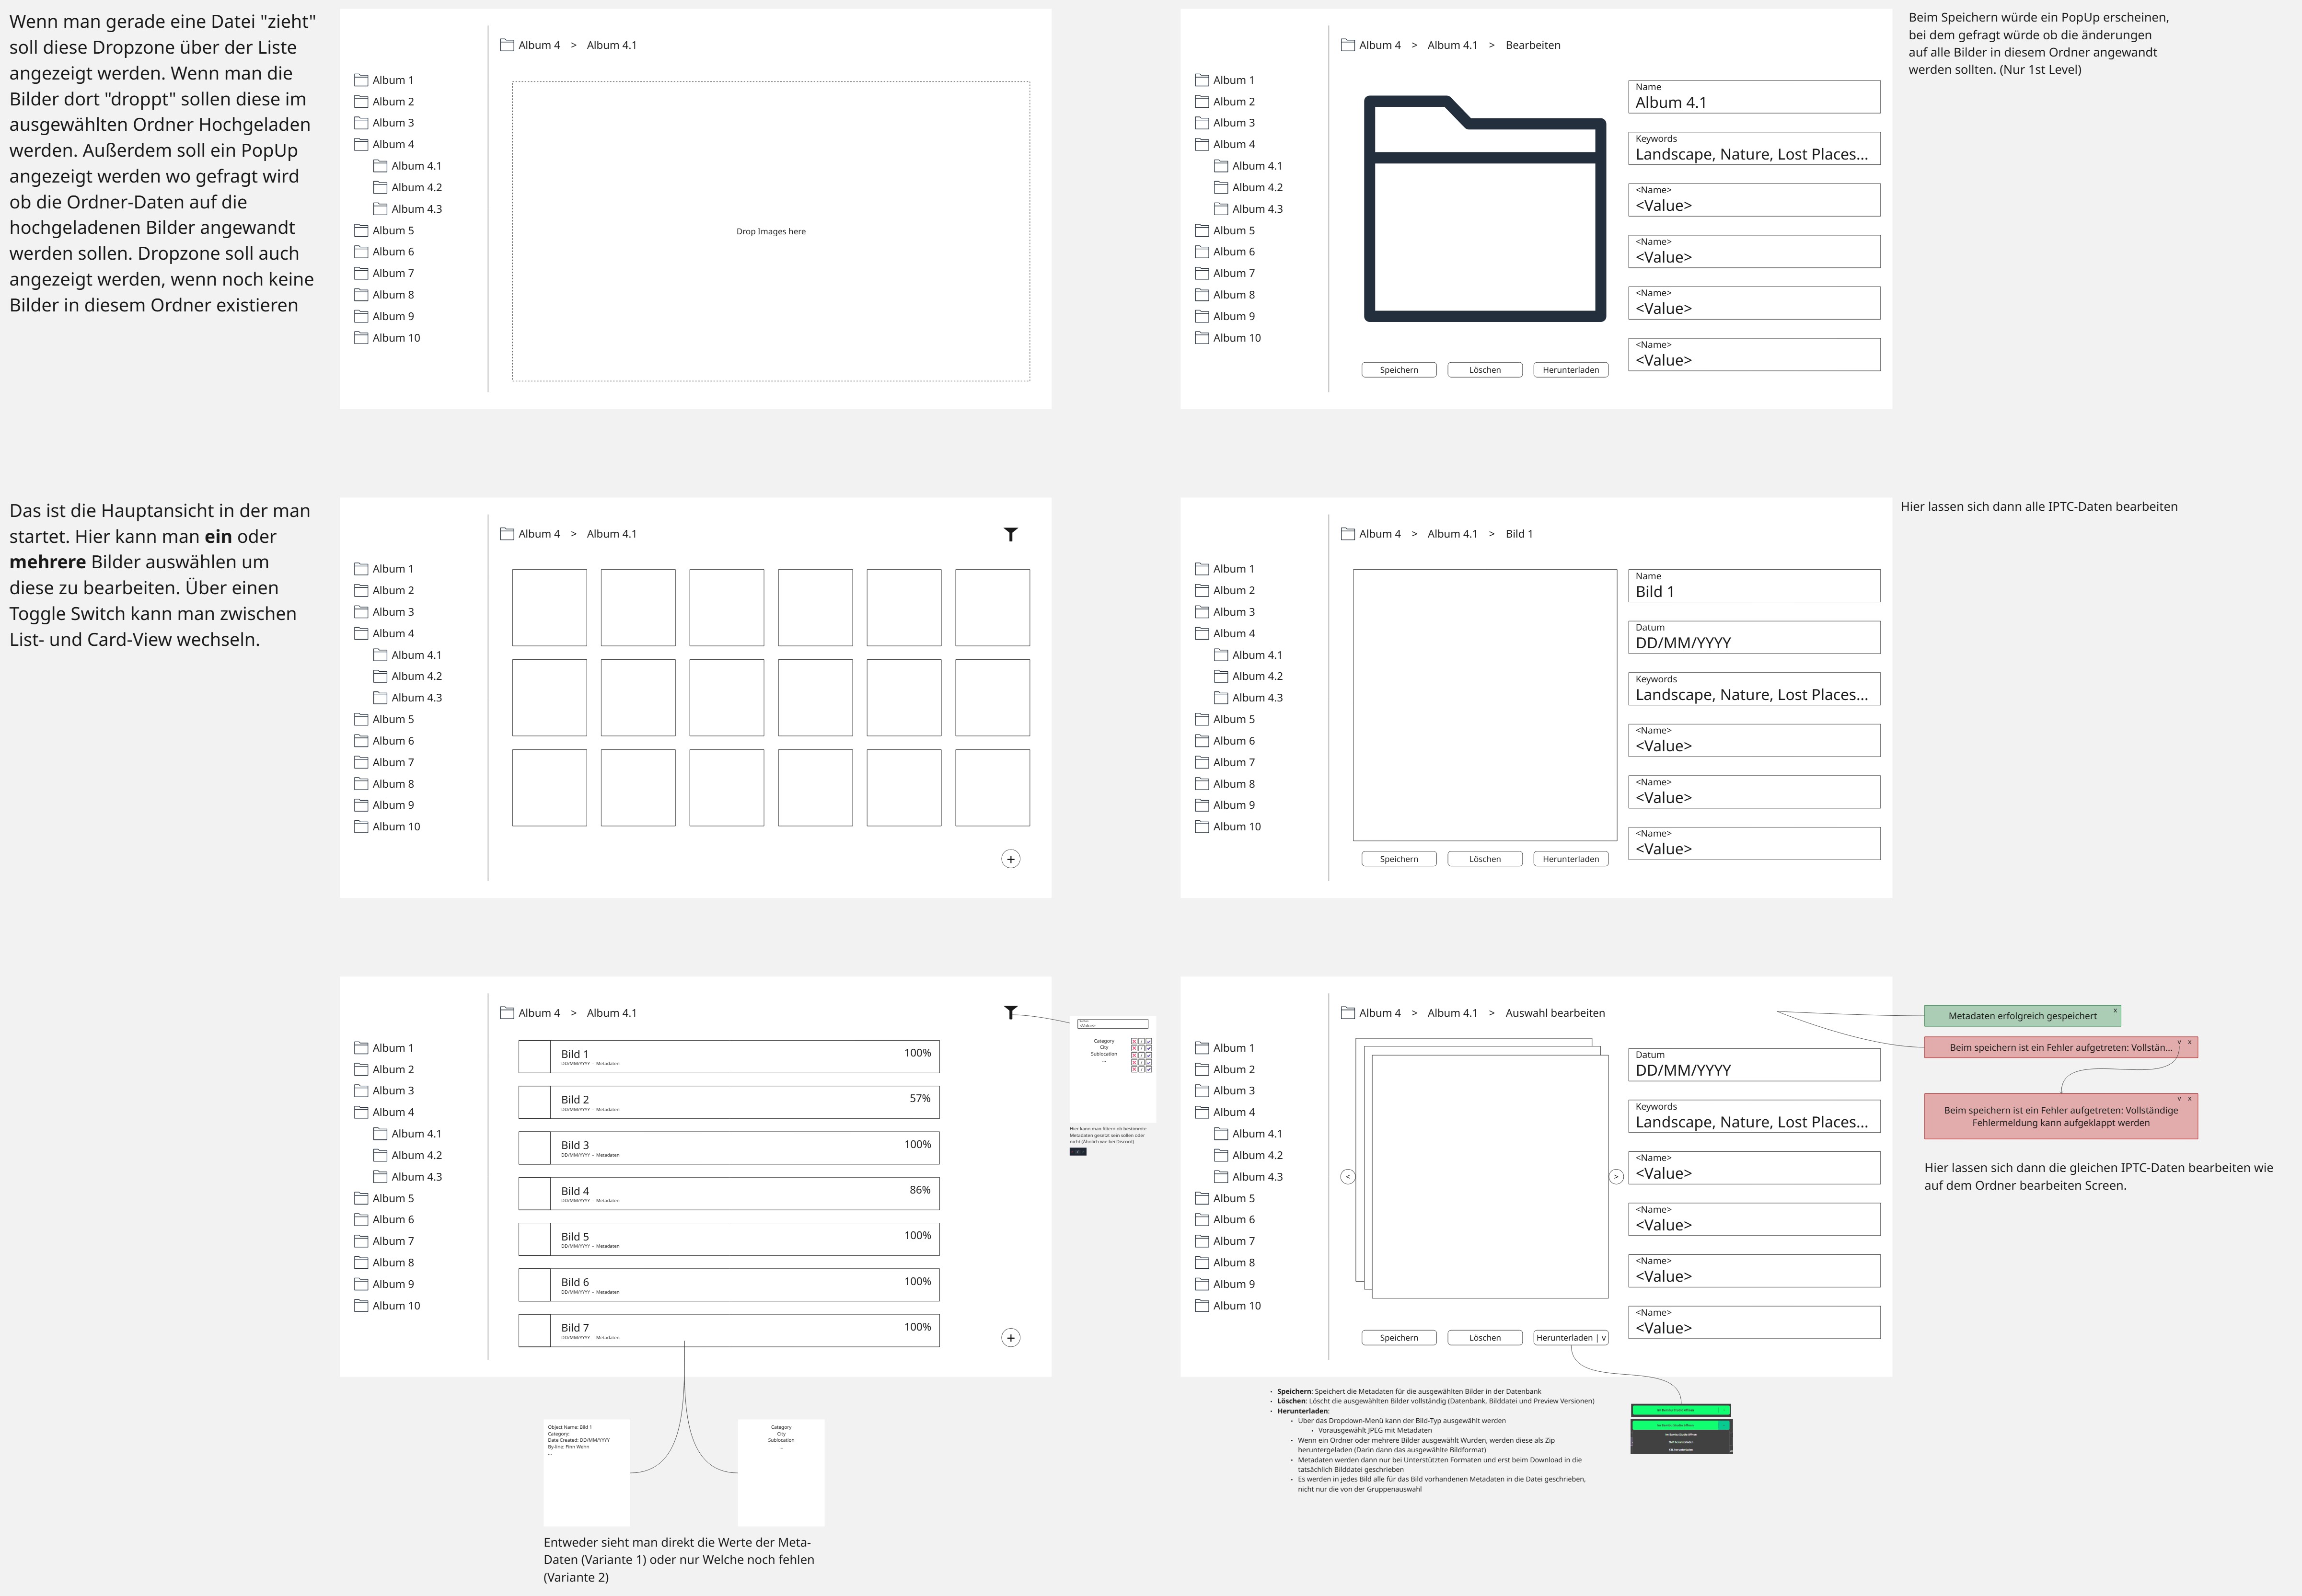 Wenn man gerade eine Datei "zieht"
soll diese Dropzone über der Liste
angezeigt werden. Wenn man die
Bilder dort "droppt" sollen diese im
ausgewählten Ordner Hochgeladen
werden. Außerdem soll ein PopUp
angezeigt werden wo gefragt wird
ob die Ordner-Daten auf die
hochgeladenen Bilder angewandt
werden sollen. Dropzone soll auch
angezeigt werden, wenn noch keine
Bilder in diesem Ordner existieren
Album 4 > Album 4.1
Album 1
Album 2
Album 3
Album 4
Album 4.1
Album 4.2
Album 4.3
Album 5
Album 6
Album 7
Album 8
Album 9
Album 10
Drop Images here
Album 4 > Album 4.1 > Bearbeiten
Album 1
Album 2
Album 3
Album 4
Album 4.1
Album 4.2
Album 4.3
Album 5
Album 6
Album 7
Album 8
Album 9
Album 10
Name
Album 4.1
Keywords
Landscape, Nature, Lost Places...
<Name>
<Value>
<Name>
<Value>
<Name>
<Value>
<Name>
<Value>
Speichern
Löschen
Herunterladen
Beim Speichern würde ein PopUp erscheinen,
bei dem gefragt würde ob die änderungen
auf alle Bilder in diesem Ordner angewandt
werden sollten. (Nur 1st Level)
Das ist die Hauptansicht in der man
startet. Hier kann man ein oder
mehrere Bilder auswählen um
diese zu bearbeiten. Über einen
Toggle Switch kann man zwischen
List- und Card-View wechseln.
Album 4 > Album 4.1
Album 1
Album 2
Album 3
Album 4
Album 4.1
Album 4.2
Album 4.3
Album 5
Album 6
Album 7
Album 8
Album 9
Album 10
+
Album 4 > Album 4.1 > Bild 1
Album 1
Album 2
Album 3
Album 4
Album 4.1
Album 4.2
Album 4.3
Album 5
Album 6
Album 7
Album 8
Album 9
Album 10
Name
Bild 1
Datum
DD/MM/YYYY
Keywords
Landscape, Nature, Lost Places...
<Name>
<Value>
<Name>
<Value>
<Name>
<Value>
Speichern
Löschen
Herunterladen
Hier lassen sich dann alle IPTC-Daten bearbeiten
Album 4 > Album 4.1
Album 1
Album 2
Album 3
Album 4
Album 4.1
Album 4.2
Album 4.3
Album 5
Album 6
Album 7
Album 8
Album 9
Album 10
Bild 1 100%
DD/MM/YYYY - Metadaten
Bild 2 57%
DD/MM/YYYY - Metadaten
Bild 3 100%
DD/MM/YYYY - Metadaten
Bild 4 86%
DD/MM/YYYY - Metadaten
Bild 5 100%
DD/MM/YYYY - Metadaten
Bild 6 100%
DD/MM/YYYY - Metadaten
Bild 7 100%
DD/MM/YYYY - Metadaten
+
<Value>
Category
City
Sublocation
...
Hier kann man filtern ob bestimmte
Metadaten gesetzt sein sollen oder
nicht (Ähnlich wie bei Discord)
Object Name: Bild 1
Category:
Date Created: DD/MM/YYYY
By-line: Finn Wehn
...
Category
City
Sublocation
...
Entweder sieht man direkt die Werte der Meta-
Daten (Variante 1) oder nur Welche noch fehlen
(Variante 2)
Album 4 > Album 4.1 > Auswahl bearbeiten
Album 1
Album 2
Album 3
Album 4
Album 4.1
Album 4.2
Album 4.3
Album 5
Album 6
Album 7
Album 8
Album 9
Album 10
<
>
Datum
DD/MM/YYYY
Keywords
Landscape, Nature, Lost Places...
<Name>
<Value>
<Name>
<Value>
<Name>
<Value>
<Name>
<Value>
Speichern
Löschen
Herunterladen | v
Metadaten erfolgreich gespeichert x
Beim speichern ist ein Fehler aufgetreten: Vollstän... v x
v x
Beim speichern ist ein Fehler aufgetreten: Vollständige
Fehlermeldung kann aufgeklappt werden
Hier lassen sich dann die gleichen IPTC-Daten bearbeiten wie
auf dem Ordner bearbeiten Screen.
• Speichern: Speichert die Metadaten für die ausgewählten Bilder in der Datenbank
• Löschen: Löscht die ausgewählten Bilder vollständig (Datenbank, Bilddatei und Preview Versionen)
• Herunterladen:
• Über das Dropdown-Menü kann der Bild-Typ ausgewählt werden
• Vorausgewählt JPEG mit Metadaten
• Wenn ein Ordner oder mehrere Bilder ausgewählt Wurden, werden diese als Zip
heruntergeladen (Darin dann das ausgewählte Bildformat)
• Metadaten werden dann nur bei Unterstützten Formaten und erst beim Download in die
tatsächlich Bilddatei geschrieben
• Es werden in jedes Bild alle für das Bild vorhandenen Metadaten in die Datei geschrieben,
nicht nur die von der Gruppenauswahl